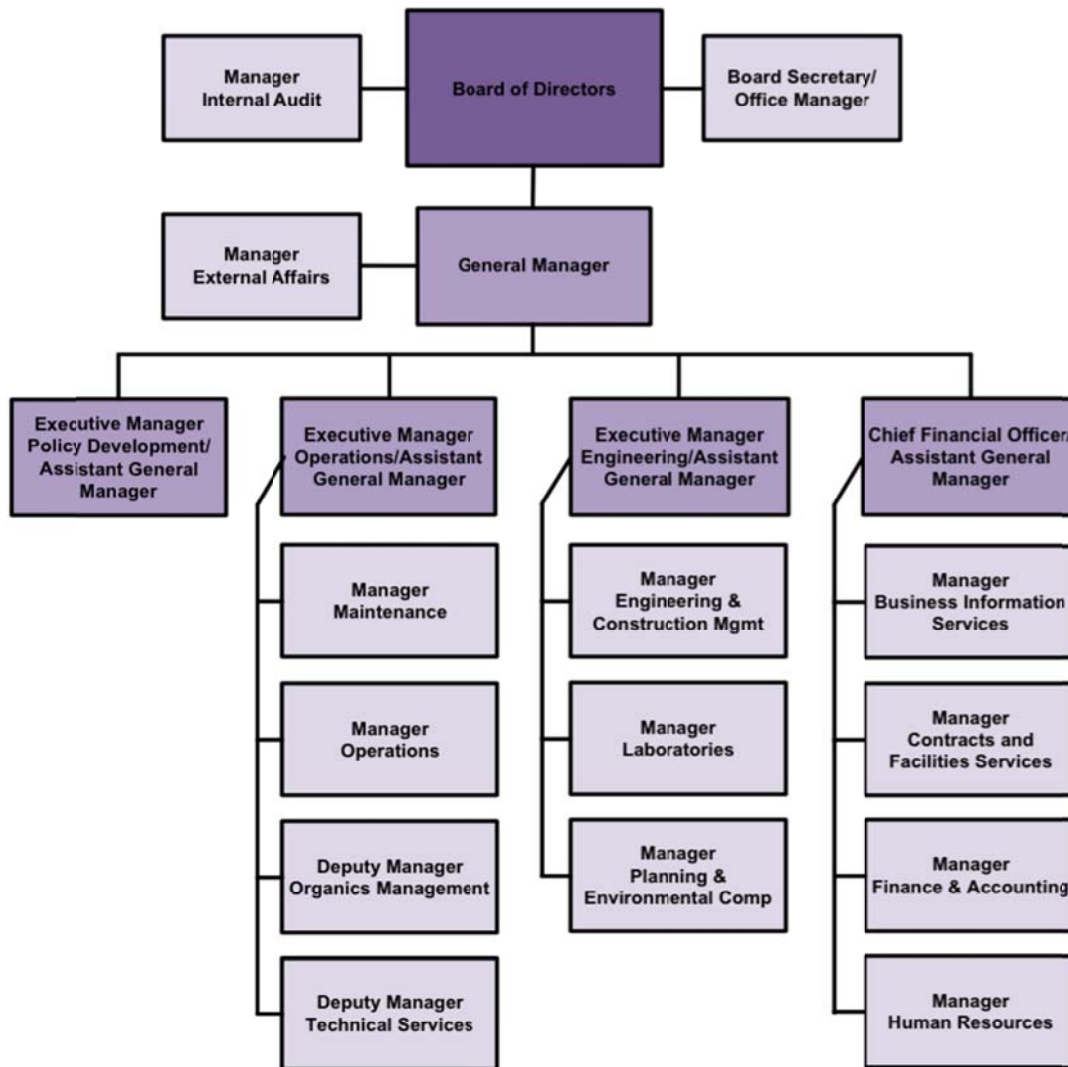 Manager
Internal Audit
Board of Directors
Board Secretary/
Office Manager
Manager
External Affairs
General Manager
Executive Manager
Policy Development/
Assistant General
Manager
Executive Manager
Operations/Assistant
General Manager
Executive Manager
Engineering/Assistant
General Manager
Chief Financial Officer/
Assistant General
Manager
Manager
Maintenance
Manager
Engineering &
Construction Mgmt
Manager
Business Information
Services
Manager
Operations
Manager
Laboratories
Manager
Contracts and
Facilities Services
Deputy Manager
Organics Management
Manager
Planning &
Environmental Comp
Manager
Finance & Accounting
Deputy Manager
Technical Services
Manager
Human Resources